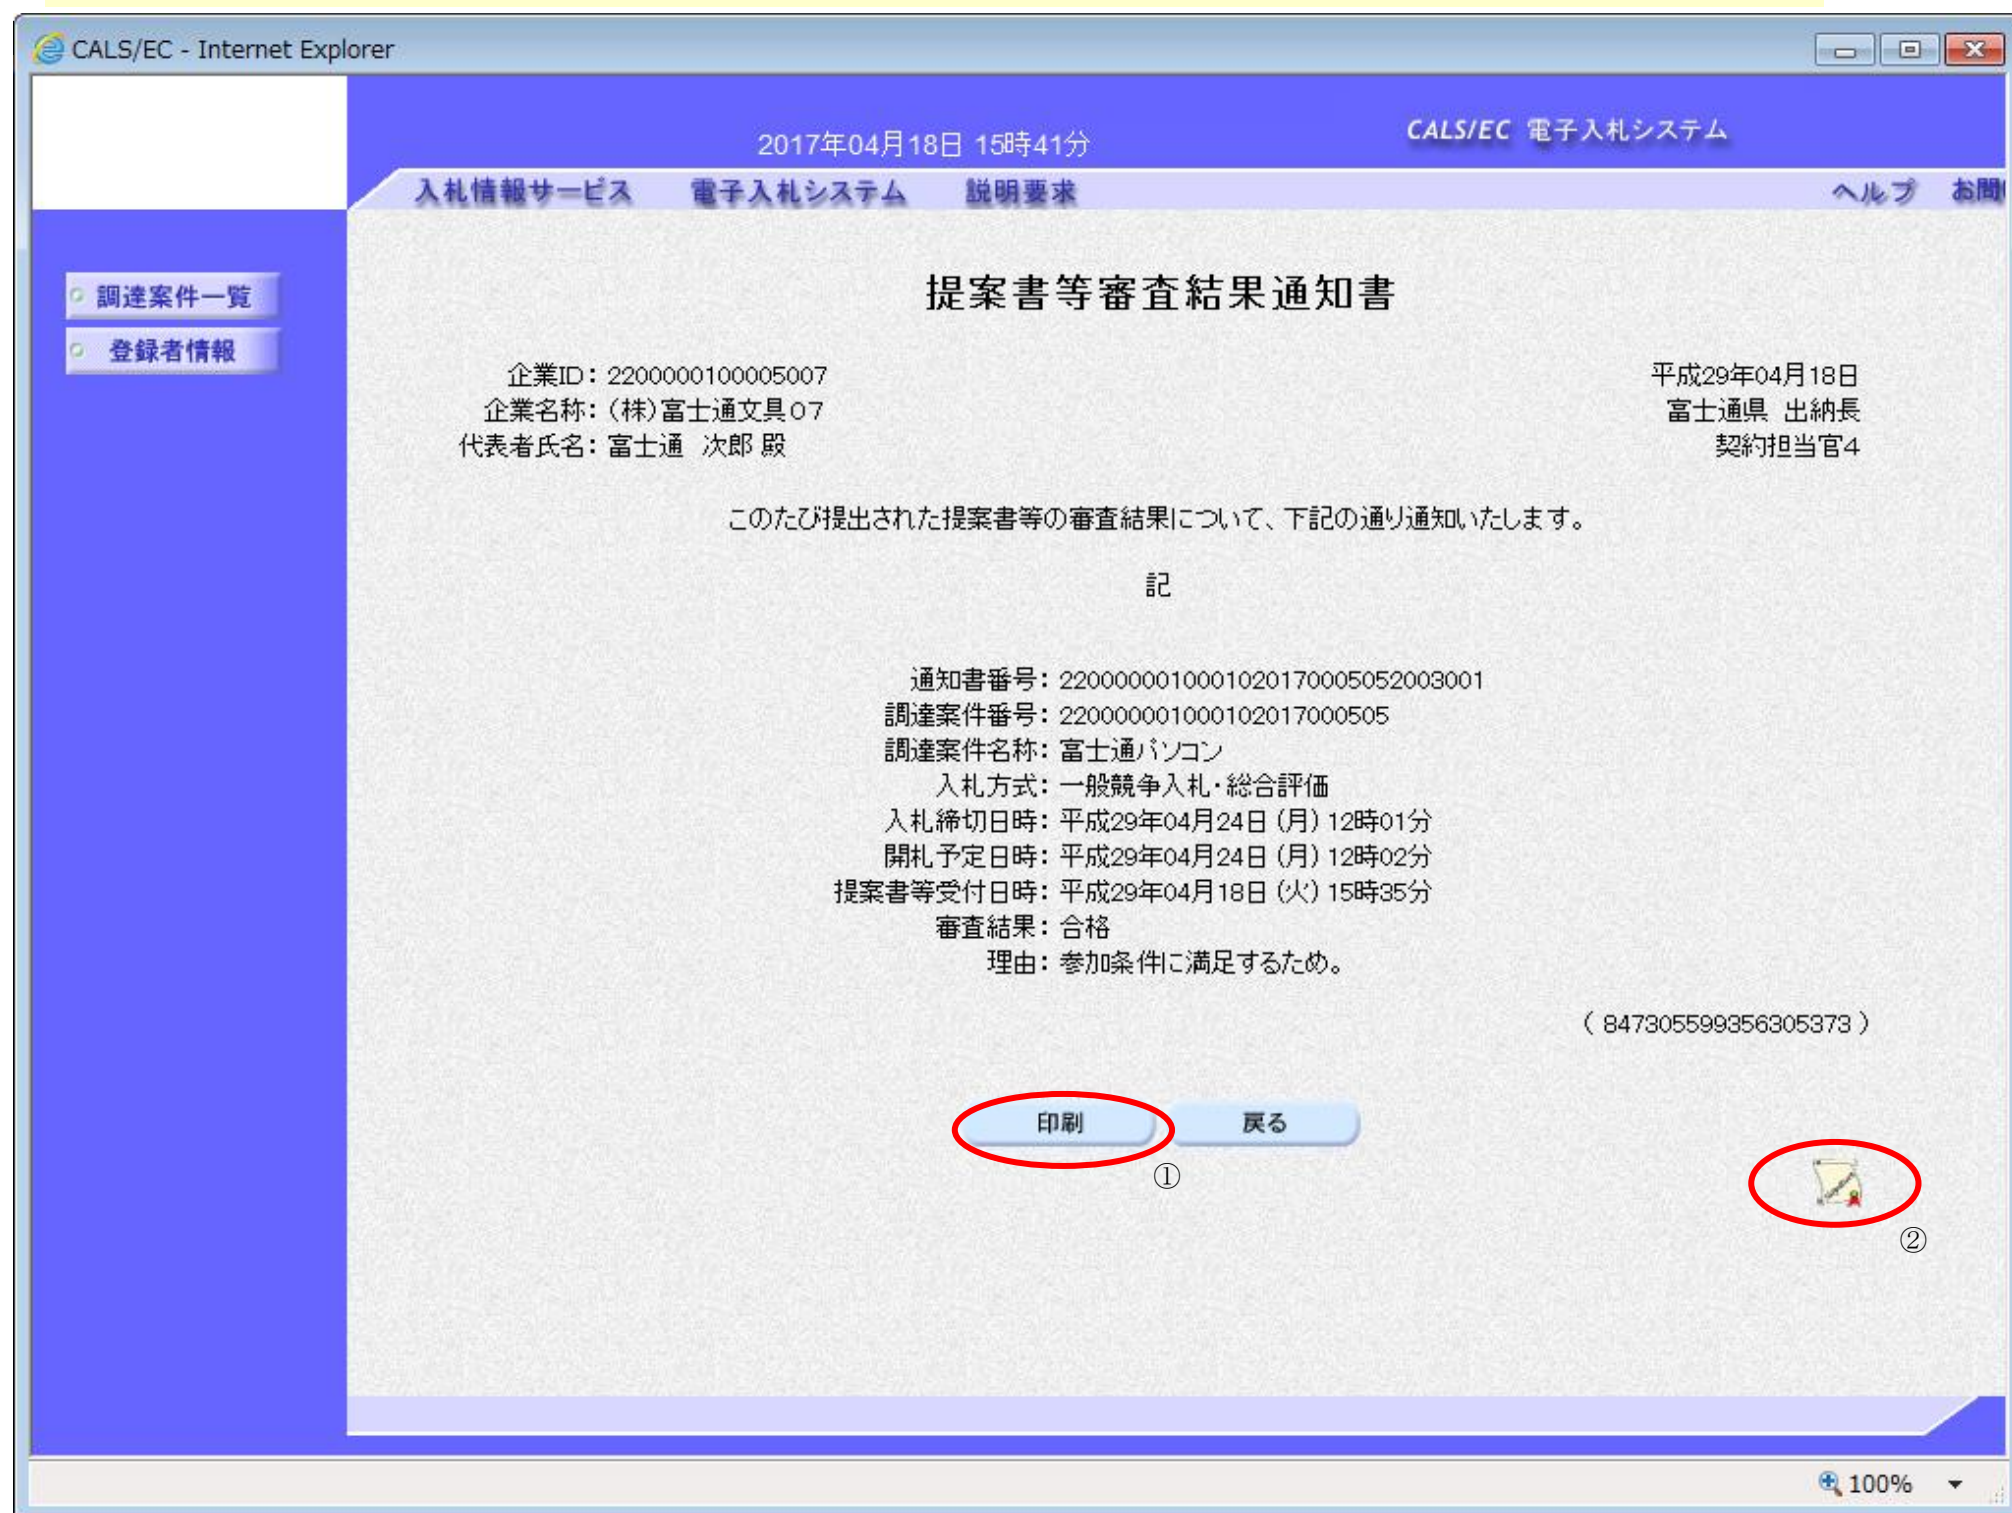 CALS/EC - Internet Explorer
2017年04月18日 15時41分
CALS/EC 電子入札システム
入札情報サービス 電子入札システム 説明要求 ヘルプ お問
調達案件一覧
登録者情報
提案書等審査結果通知書
企業ID：2200000100005007
企業名称：（株）富士通文具０７
代表者氏名：富士通　次郎 殿
平成29年04月18日
富士通県 出納長
契約担当官４
このたび提出された提案書等の審査結果について、下記の通り通知いたします。
記
通知書番号：2200000010001020170005052003001
調達案件番号：220000001000102017000505
調達案件名称：富士通パソコン
入札方式：一般競争入札・総合評価
入札締切日時：平成29年04月24日（月）12時01分
開札予定日時：平成29年04月24日（月）12時02分
提案書等受付日時：平成29年04月18日（火）15時35分
審査結果：合格
理由：参加条件に満足するため。
（ 8473055993563053​73 ）
印刷 戻る
①
②
100%